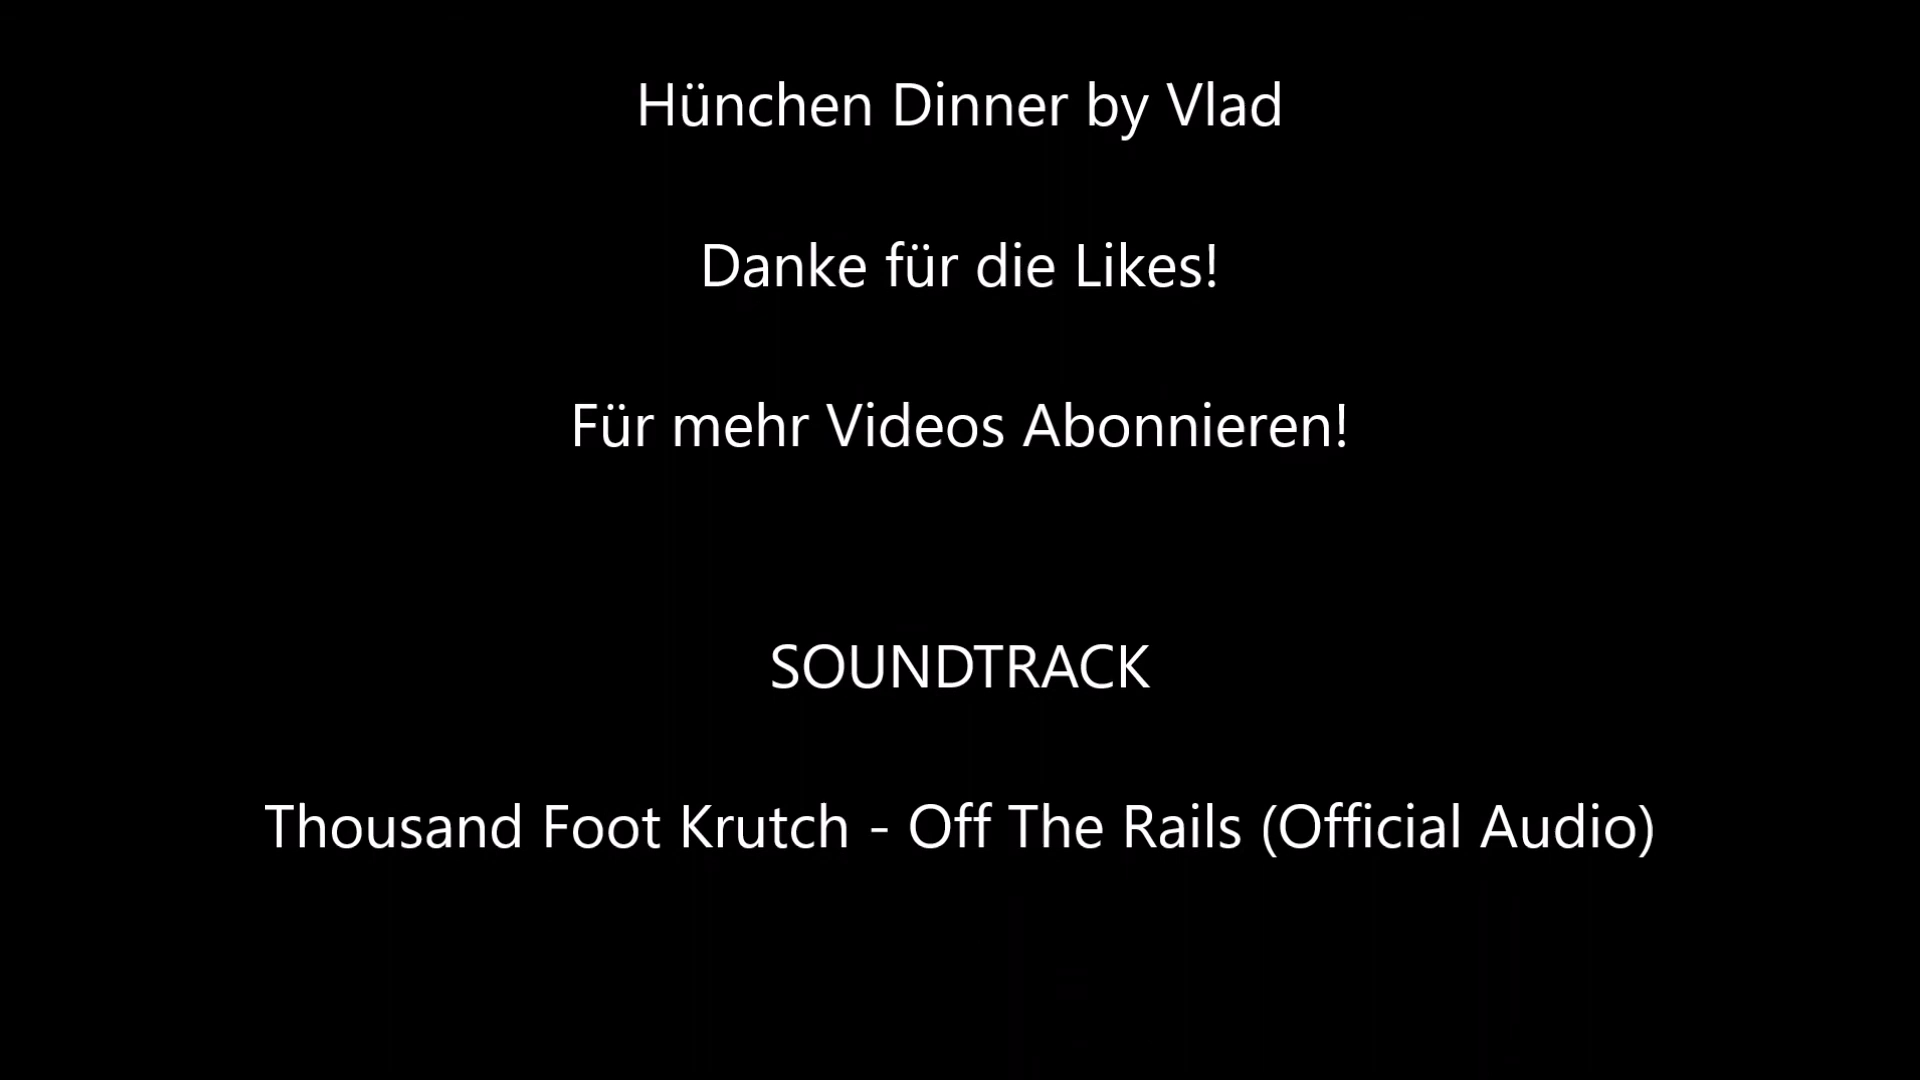 Hünchen Dinner by Vlad
Danke für die Likes!
Für mehr Videos Abonnieren!
SOUNDTRACK
Thousand Foot Krutch - Off The Rails (Official Audio)